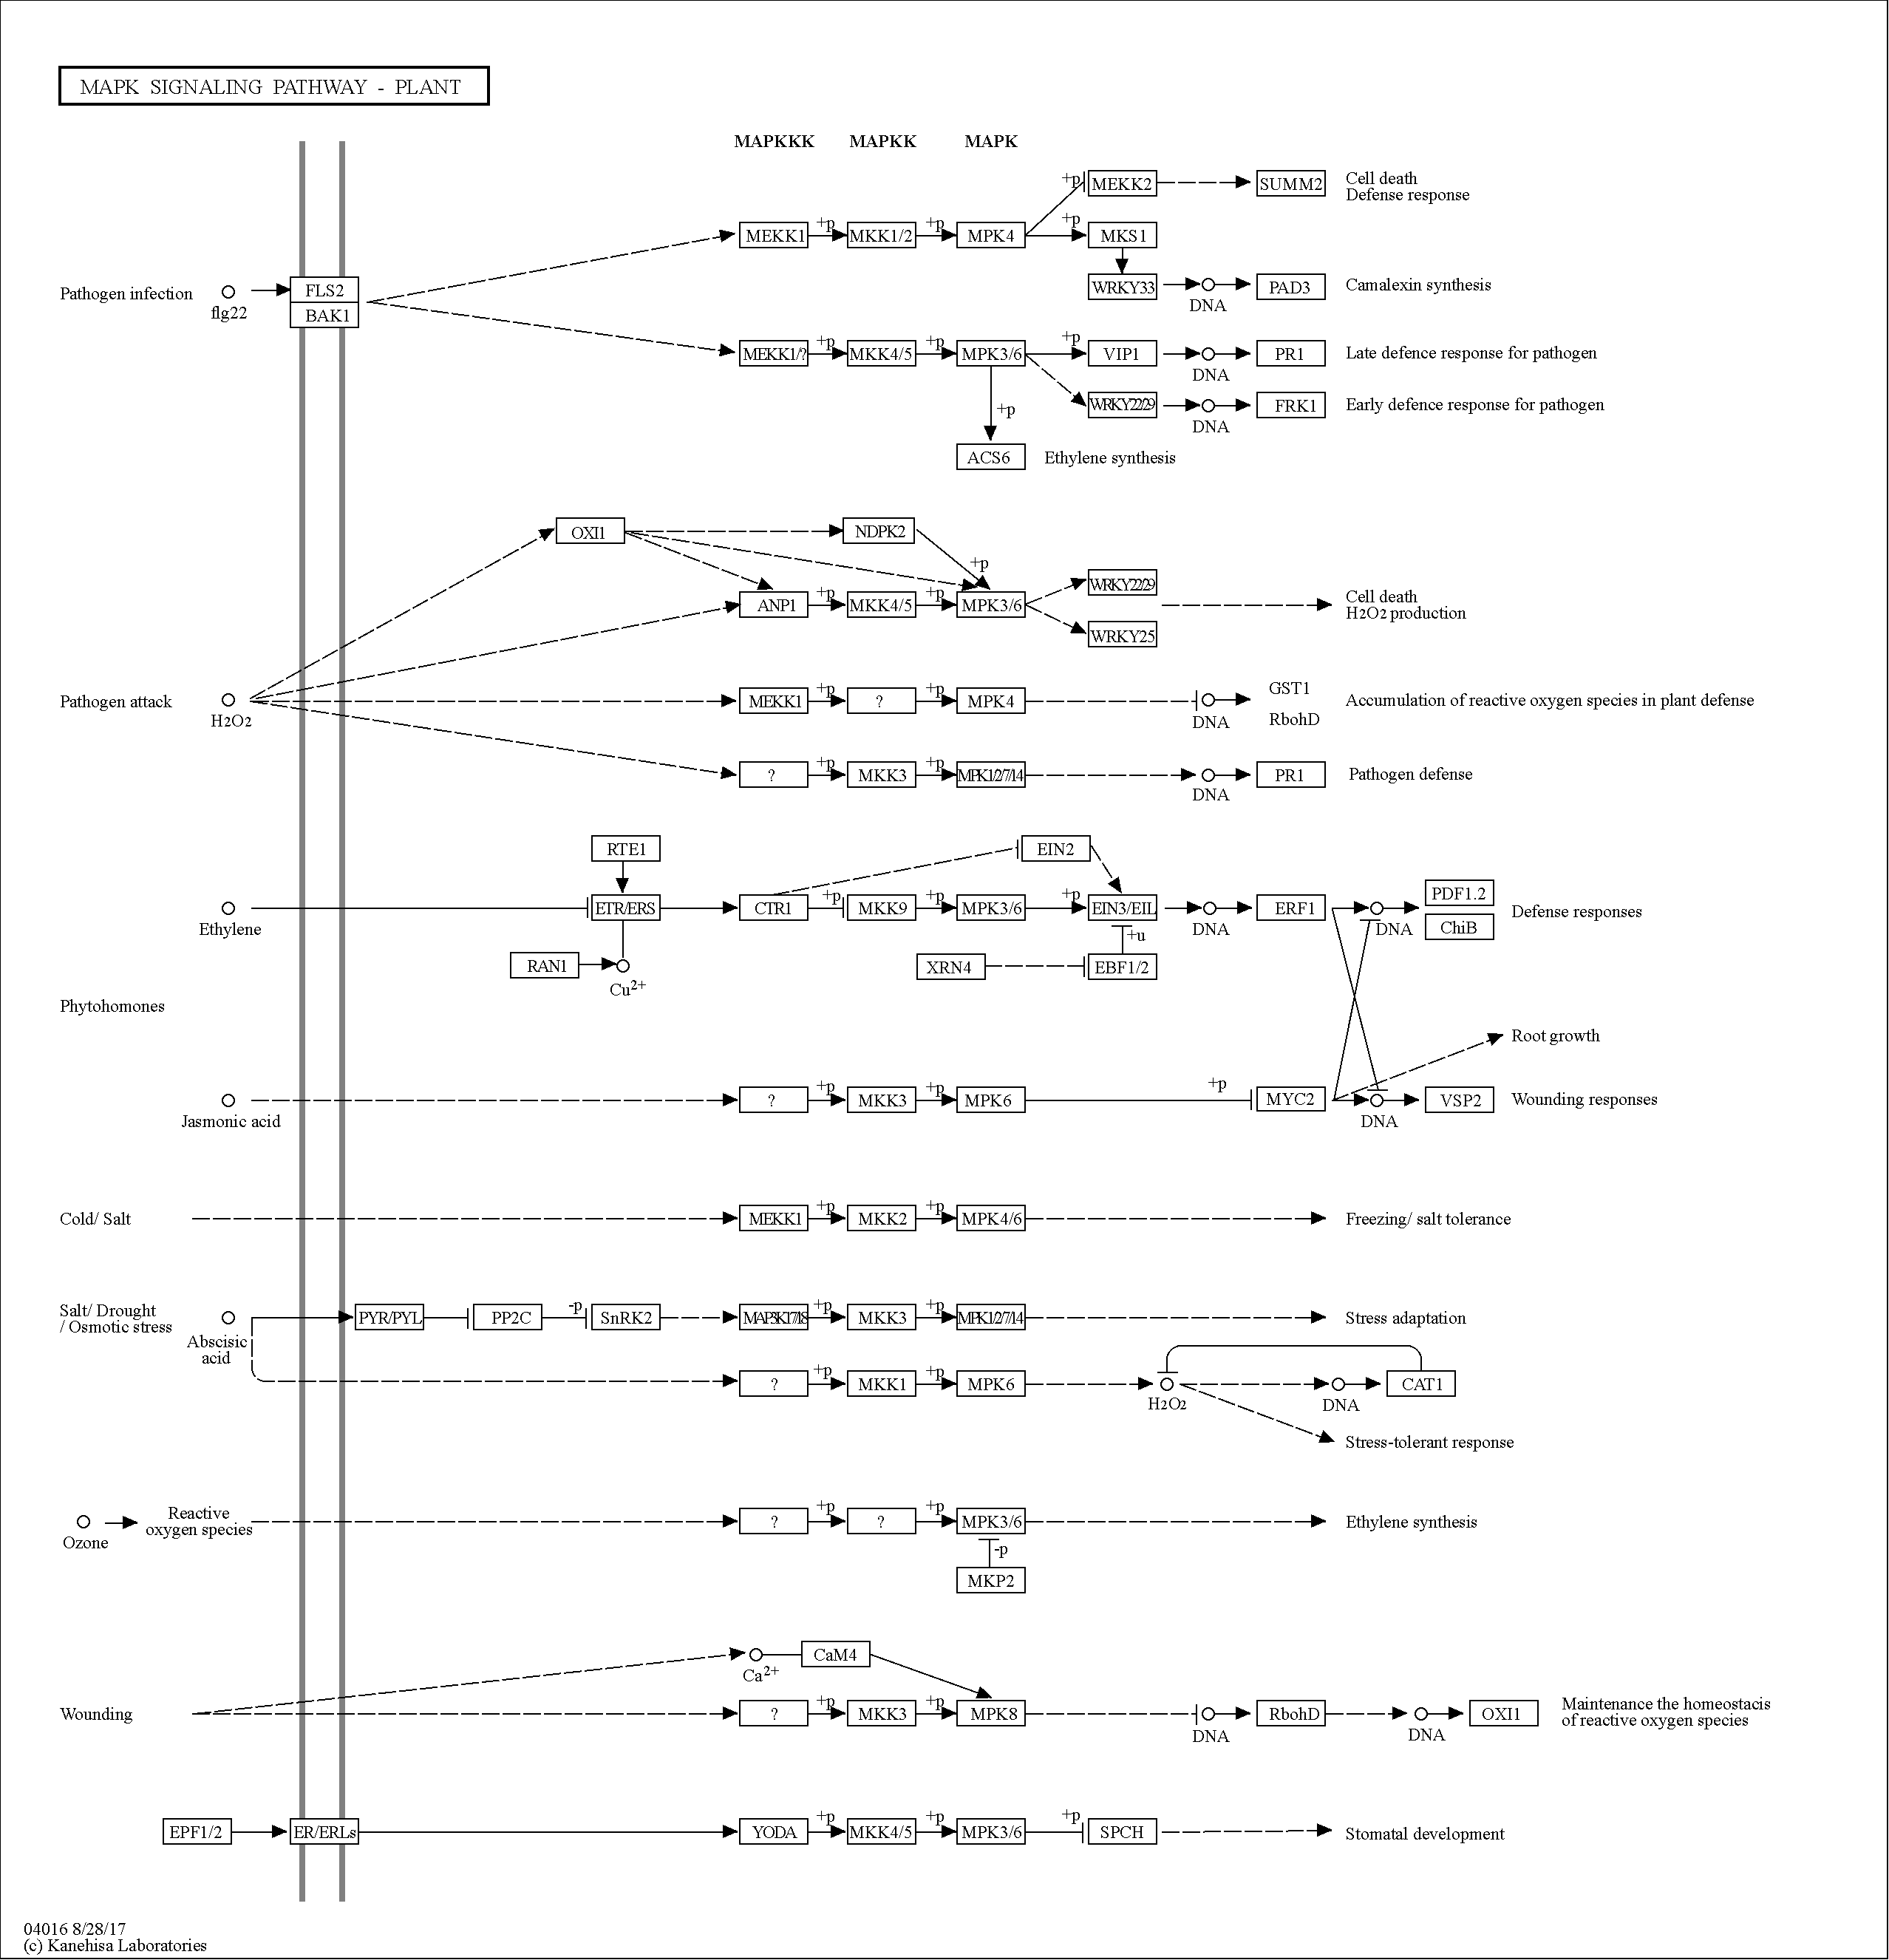 MAPK SIGNALING PATHWAY - PLANT
MAPKKK MAPKK MAPK
+p MEKK2 SUMM2 Cell death
Defense response
MEKK1 +p MKK1/2 +p MPK4 +p MKS1
Pathogen infection flg22 FLS2
BAK1
WRKY33 DNA PAD3 Camalexin synthesis
MEKK1/? +p MKK4/5 +p MPK3/6 +p VIP1 DNA PR1 Late defence response for pathogen
+p WRKY22/29 DNA FRK1 Early defence response for pathogen
ACS6 Ethylene synthesis
OXI1 NDPK2
+p
ANP1 +p MKK4/5 +p MPK3/6 WRKY22/29 Cell death
H2O2 production
WRKY25
Pathogen attack H2O2 MEKK1 +p ? +p MPK4 DNA GST1
RbohD
Accumulation of reactive oxygen species in plant defense
? +p MKK3 +p MPK1/2/7/14 DNA PR1 Pathogen defense
RTE1 EIN2
Ethylene ETR/ERS CTR1 +p MKK9 +p MPK3/6 +p EIN3/EIL DNA ERF1 DNA PDF1.2
ChiB
Defense responses
+u
RAN1 Cu2+ XRN4 EBF1/2
Phytohomones
Root growth
Jasmonic acid ? +p MKK3 +p MPK6 +p MYC2 DNA VSP2 Wounding responses
Cold/ Salt MEKK1 +p MKK2 +p MPK4/6 Freezing/ salt tolerance
Salt/ Drought
/ Osmotic stress
Abscisic
acid
PYR/PYL PP2C -p SnRK2 MAPK17/18 +p MKK3 +p MPK1/2/7/14 Stress adaptation
? +p MKK1 +p MPK6 H2O2 DNA CAT1
Stress-tolerant response
Ozone Reactive
oxygen species
? +p ? +p MPK3/6 Ethylene synthesis
-p
MKP2
Ca2+ CaM4
Wounding ? +p MKK3 +p MPK8 DNA RbohD DNA OXI1 Maintenance the homeostacis
of reactive oxygen species
EPF1/2 ER/ERLs YODA +p MKK4/5 +p MPK3/6 +p SPCH Stomatal development
04016 8/28/17
(c) Kanehisa Laboratories